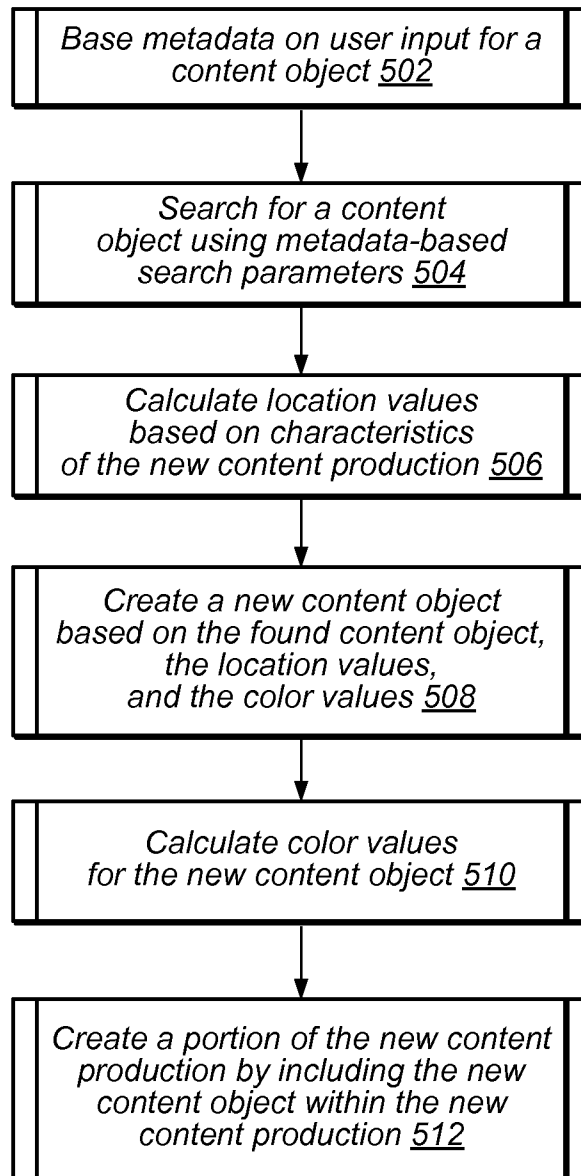 Base metadata on user input for a
content object 502
Search for a content
object using metadata-based
search parameters 504
Calculate location values
based on characteristics
of the new content production 506
Create a new content object
based on the found content object,
the location values,
and the color values 508
Calculate color values
for the new content object 510
Create a portion of the new content
production by including the new
content object within the new
content production 512